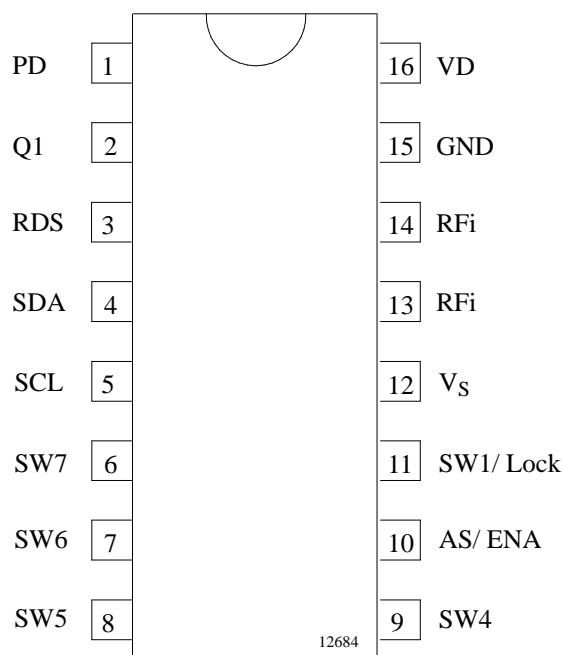 PD 1 16 VD
Q1 2 15 GND
RDS 3 14 RFi
SDA 4 13 RFi
SCL 5 12 VS
SW7 6 11 SW1/ Lock
SW6 7 10 AS/ ENA
SW5 8 9 SW4
12684